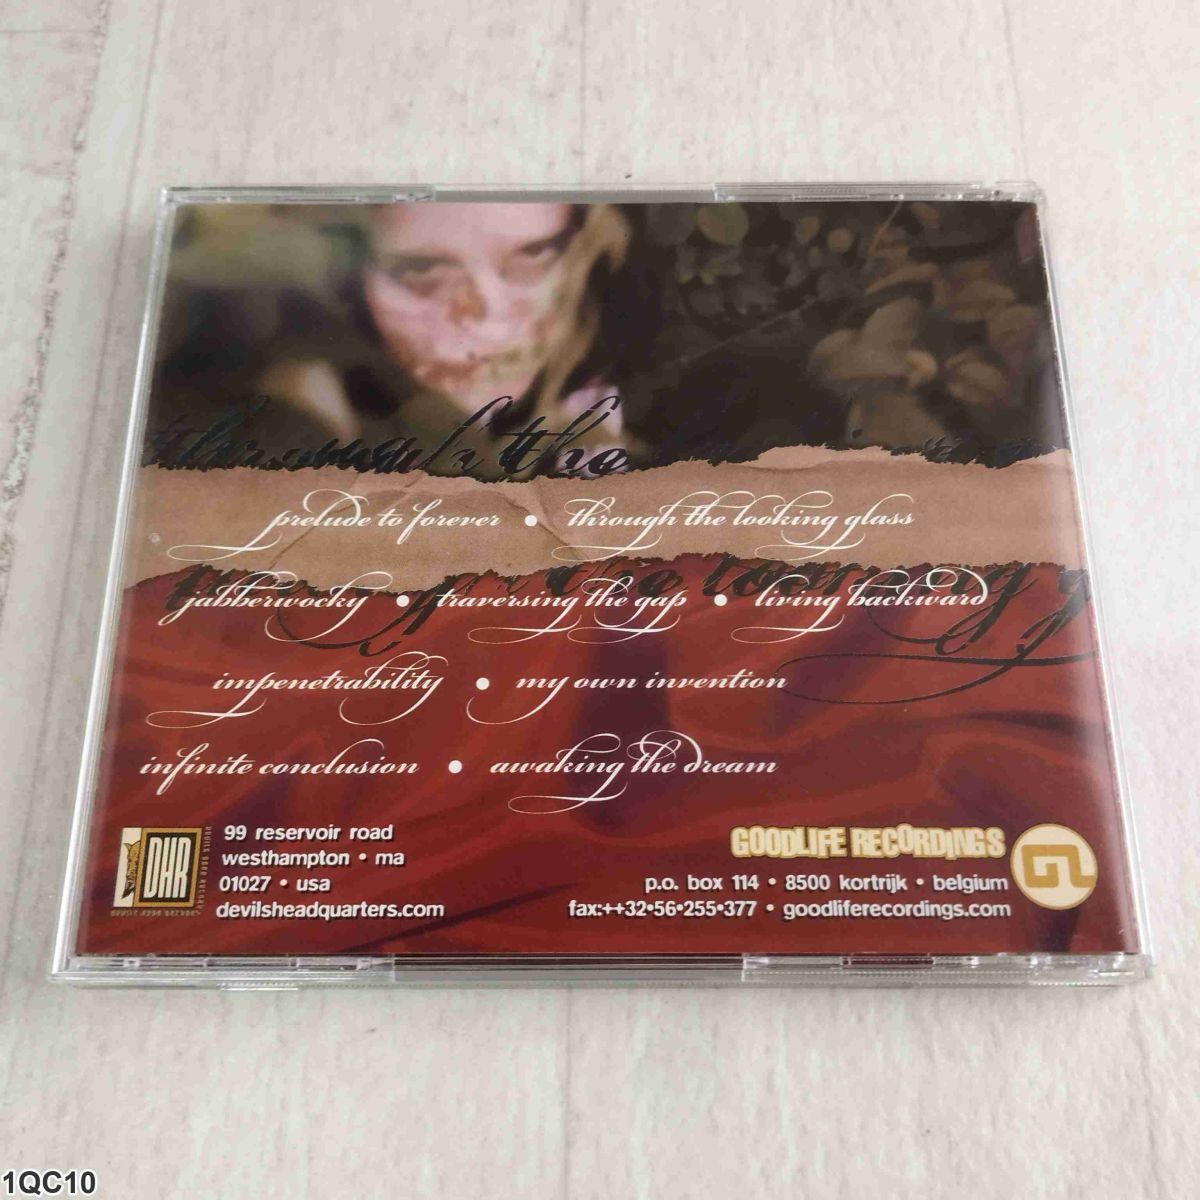 through the
prelude to forever • through the looking glass
jabberwocky • traversing the gap • living backward
impenetrability • my own invention
infinite conclusion • awaking the dream
DHR
99 reservoir road
westhampton • ma
01027 • usa
devilsheadquarters.com
GOODLIFE RECORDINGS
p.o. box 114 • 8500 kortrijk • belgium
fax:++32•56•255•377 • goodliferecordings.com
1QC10